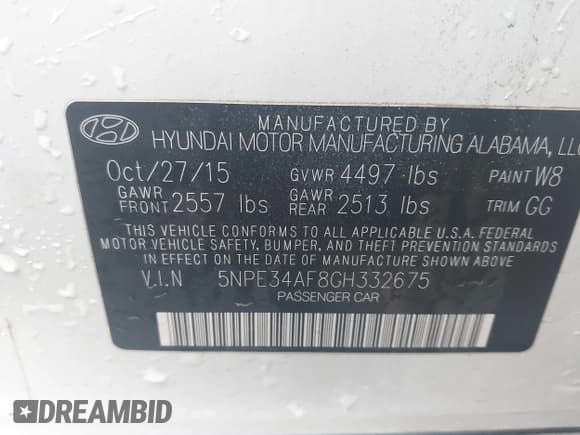 MANUFACTURED BY
HYUNDAI MOTOR MANUFACTURING ALABAMA, LLC
Oct/27/15 GVWR 4497 lbs PAINT W8
GAWR FRONT 2557 lbs GAWR REAR 2513 lbs TRIM GG
THIS VEHICLE CONFORMS TO ALL APPLICABLE U.S.A. FEDERAL
MOTOR VEHICLE SAFETY, BUMPER, AND THEFT PREVENTION STANDARDS
IN EFFECT ON THE DATE OF MANUFACTURE SHOWN ABOVE.
V.I.N 5NPE34AF8GH332675
PASSENGER CAR
DREAMBID